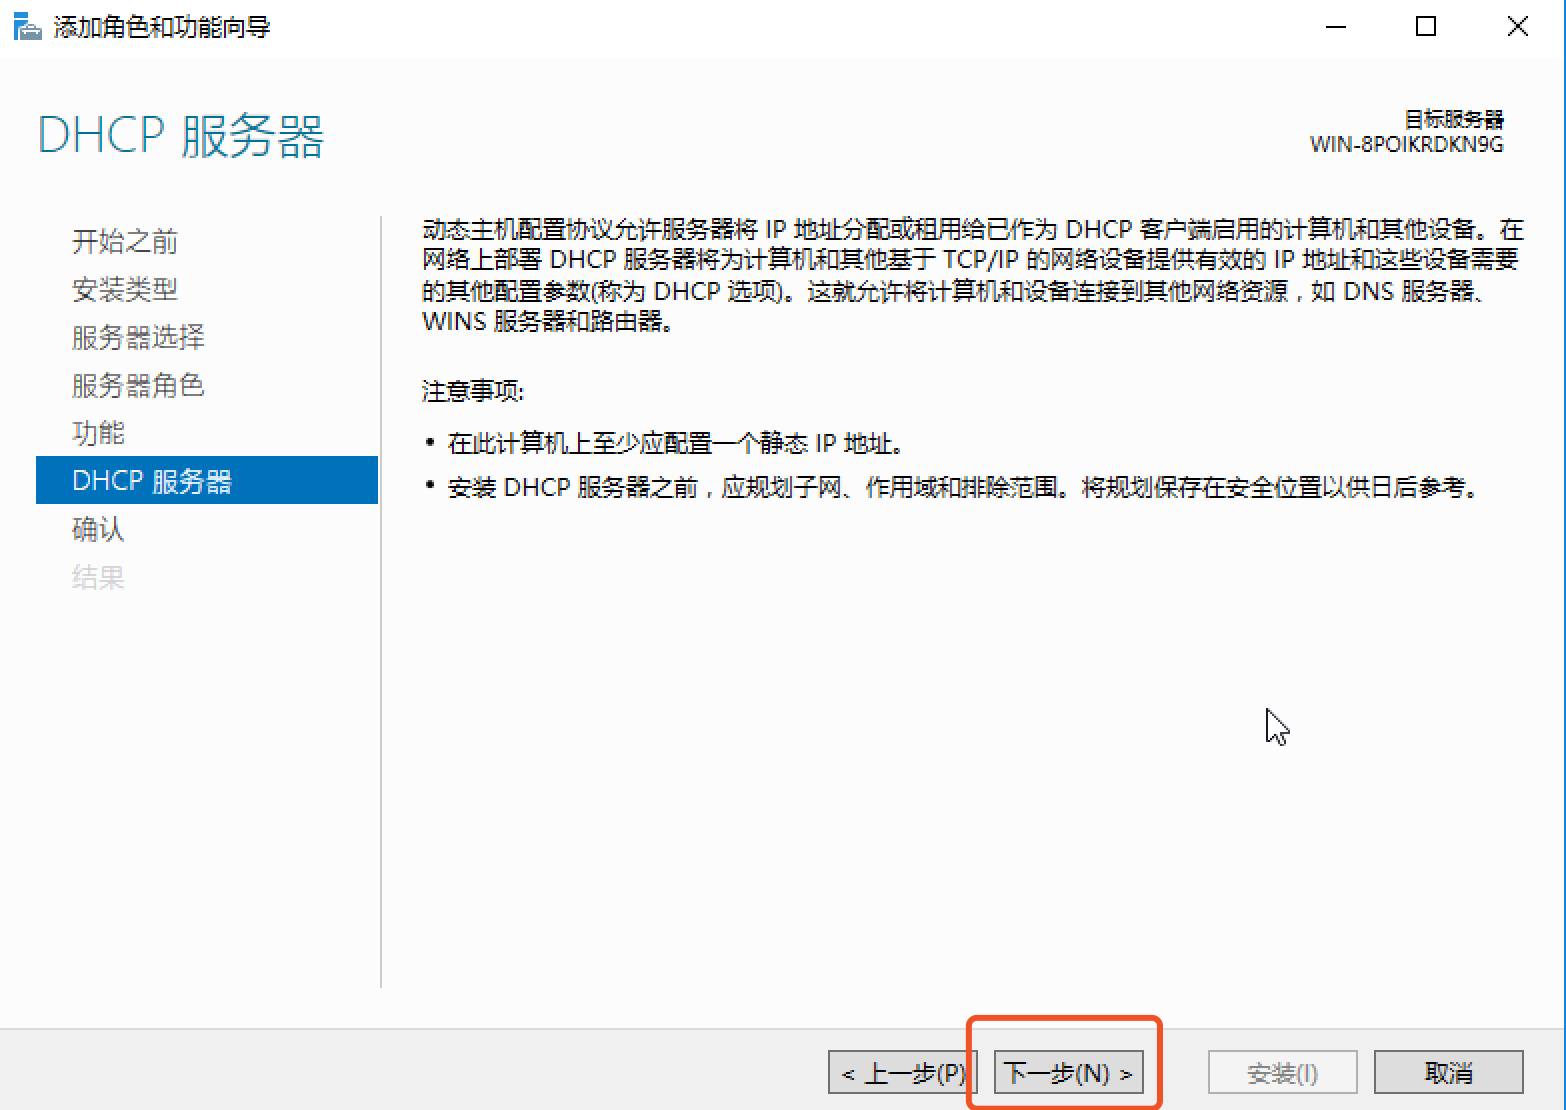 添加角色和功能向导
DHCP 服务器
目标服务器
WIN-8POIKRDKN9G
开始之前
安装类型
服务器选择
服务器角色
功能
DHCP 服务器
确认
结果
动态主机配置协议允许服务器将 IP 地址分配或租用给已作为 DHCP 客户端启用的计算机和其他设备。在
网络上部署 DHCP 服务器将为计算机和其他基于 TCP/IP 的网络设备提供有效的 IP 地址和这些设备需要
的其他配置参数(称为 DHCP 选项)。这就允许将计算机和设备连接到其他网络资源，如 DNS 服务器、
WINS 服务器和路由器。
注意事项:
• 在此计算机上至少应配置一个静态 IP 地址。
• 安装 DHCP 服务器之前，应规划子网、作用域和排除范围。将规划保存在安全位置以供日后参考。
< 上一步(P)
下一步(N) >
安装(I)
取消